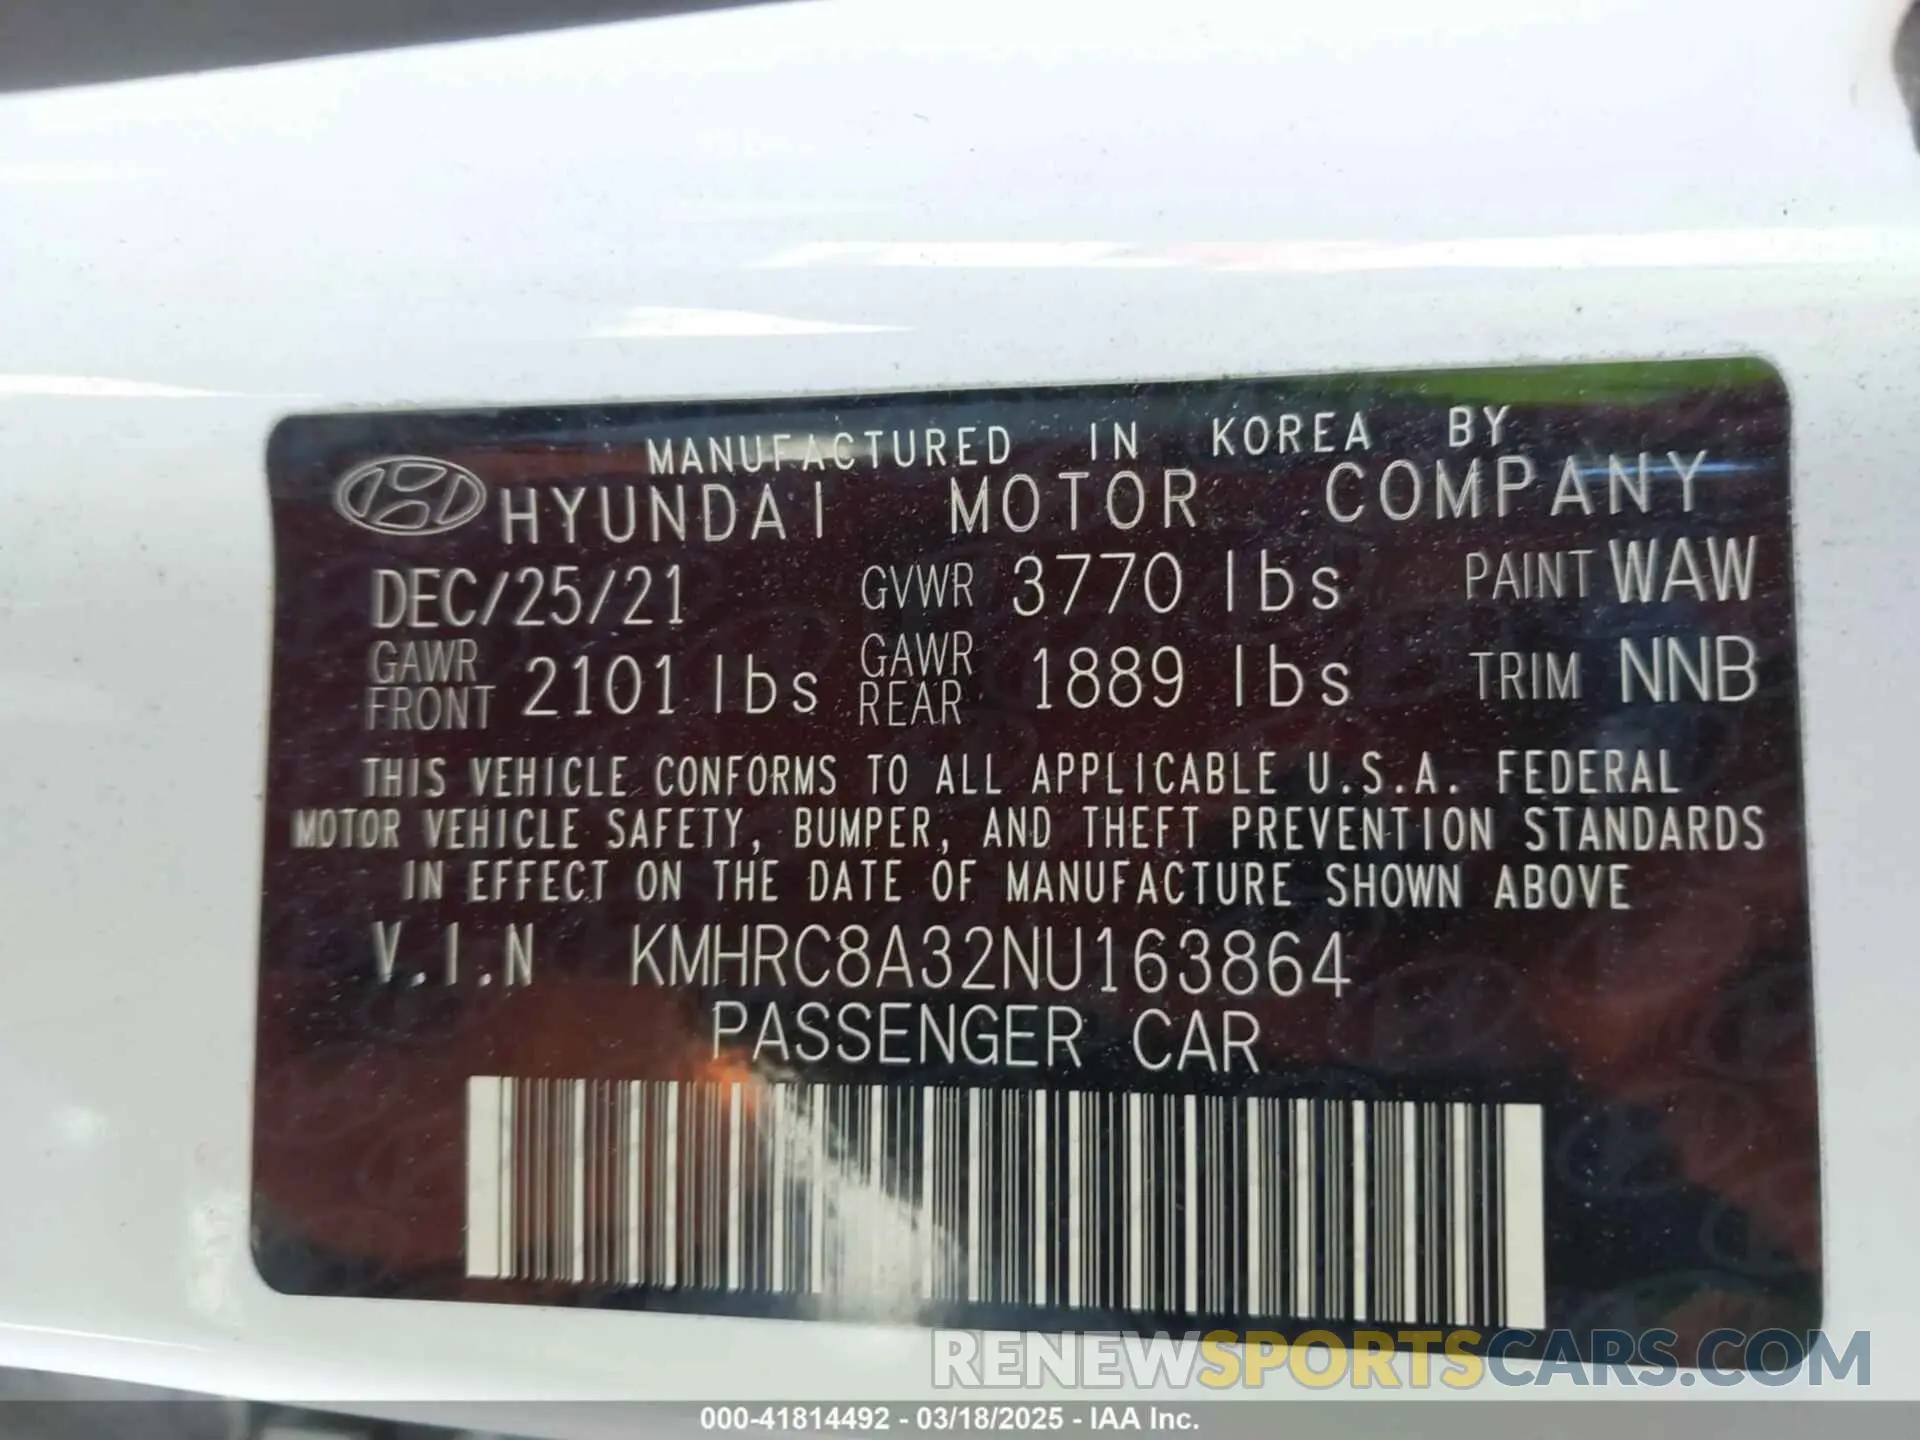 MANUFACTURED IN KOREA BY
HYUNDAI MOTOR COMPANY
DEC/25/21 GVWR 3770 lbs PAINT WAW
GAWR FRONT 2101 lbs GAWR REAR 1889 lbs TRIM NNB
THIS VEHICLE CONFORMS TO ALL APPLICABLE U.S.A. FEDERAL
MOTOR VEHICLE SAFETY, BUMPER, AND THEFT PREVENTION STANDARDS
IN EFFECT ON THE DATE OF MANUFACTURE SHOWN ABOVE
V.I.N KMHRC8A32NU163864
PASSENGER CAR
RENEWSPORTSCARS.COM
000-41814492 - 03/18/2025 - IAA Inc.